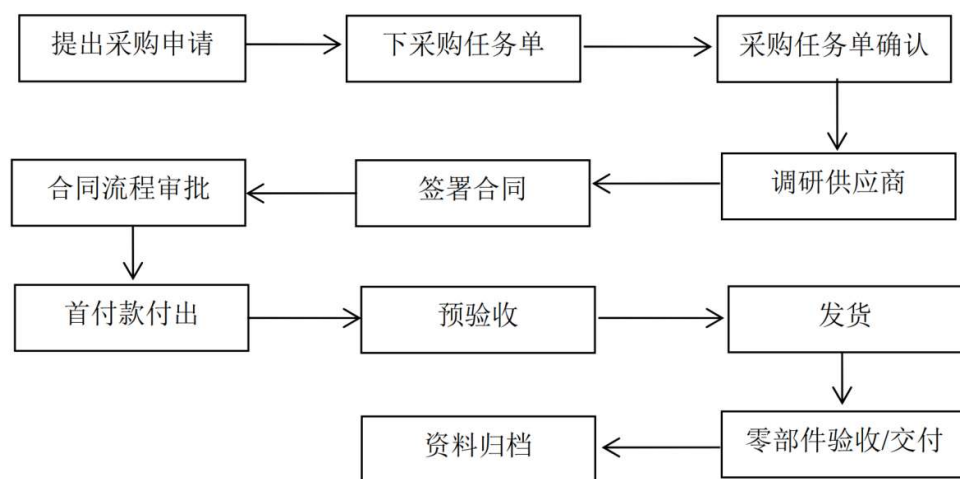 提出采购申请
下采购任务单
采购任务单确认
调研供应商
签署合同
合同流程审批
首付款付出
预验收
发货
零部件验收/交付
资料归档